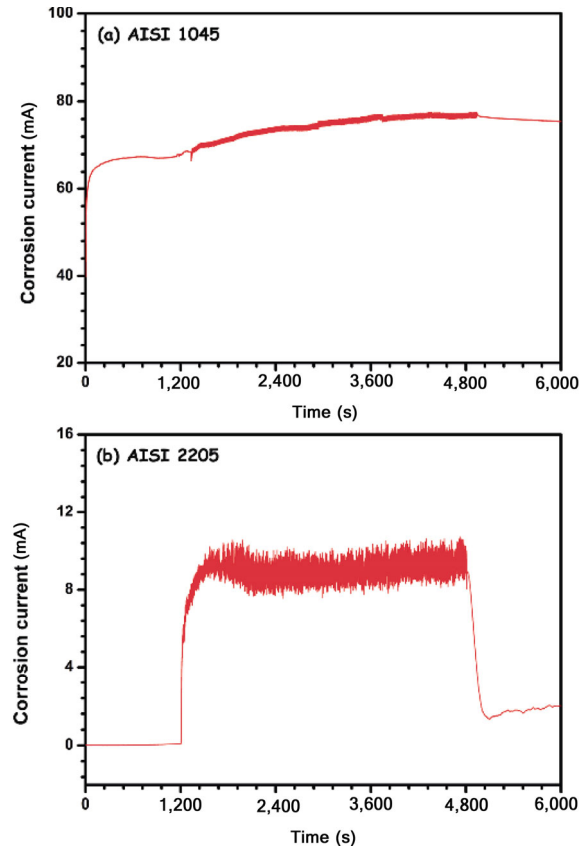 (a) AISI 1045
Corrosion current (mA)
100
80
60
40
20
0 1,200 2,400 3,600 4,800 6,000
Time (s)
(b) AISI 2205
Corrosion current (mA)
16
12
8
4
0
0 1,200 2,400 3,600 4,800 6,000
Time (s)